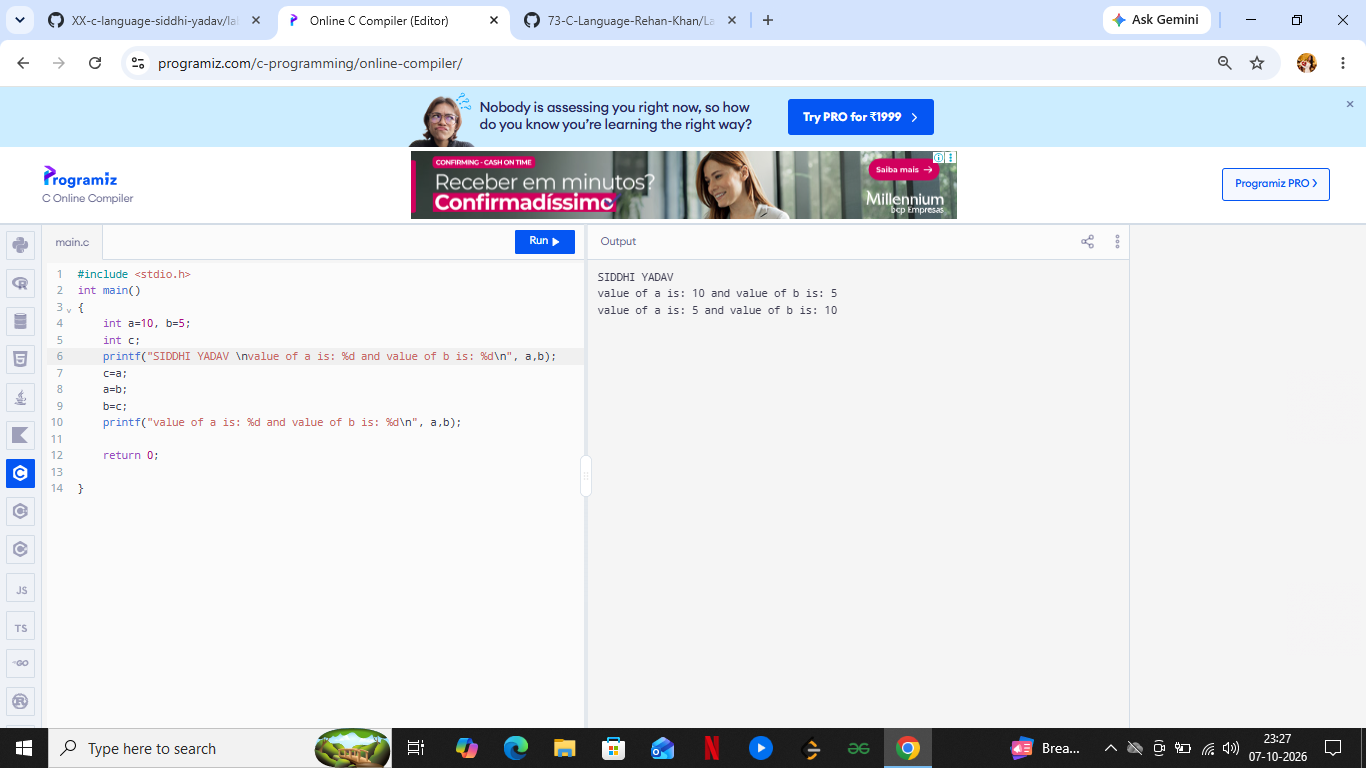 XX-c-language-siddhi-yadav/la
Online C Compiler (Editor)
73-C-Language-Rehan-Khan/La
Ask Gemini
programiz.com/c-programming/online-compiler/
Nobody is assessing you right now, so how
do you know you're learning the right way?
Try PRO for ₹1999
Programiz
C Online Compiler
CONFIRMING - CASH ON TIME
Receber em minutos?
Confirmadíssimo
Saiba mais
Millennium
bcp Empresas
Programiz PRO
main.c
Run
Output
1 #include <stdio.h>
2 int main()
3 {
4     int a=10, b=5;
5     int c;
6     printf("SIDDHI YADAV \nvalue of a is: %d and value of b is: %d\n", a,b);
7     c=a;
8     a=b;
9     b=c;
10     printf("value of a is: %d and value of b is: %d\n", a,b);
11
12     return 0;
13
14 }
SIDDHI YADAV
value of a is: 10 and value of b is: 5
value of a is: 5 and value of b is: 10
JS
TS
GO
Type here to search
Brea...
23:27
07-10-2026